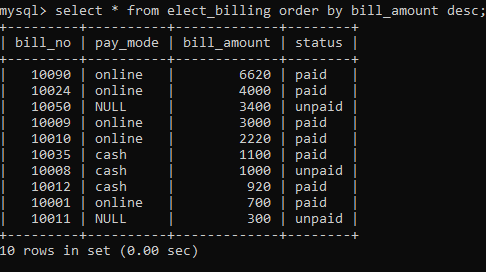 mysql> select * from elect_billing order by bill_amount desc;
+---------+----------+-------------+--------+
| bill_no | pay_mode | bill_amount | status |
+---------+----------+-------------+--------+
|   10090 | online   |        6620 | paid   |
|   10024 | online   |        4000 | paid   |
|   10050 | NULL     |        3400 | unpaid |
|   10009 | online   |        3000 | paid   |
|   10010 | online   |        2220 | paid   |
|   10035 | cash     |        1100 | paid   |
|   10008 | cash     |        1000 | unpaid |
|   10012 | cash     |         920 | paid   |
|   10001 | online   |         700 | paid   |
|   10011 | NULL     |         300 | unpaid |
+---------+----------+-------------+--------+
10 rows in set (0.00 sec)